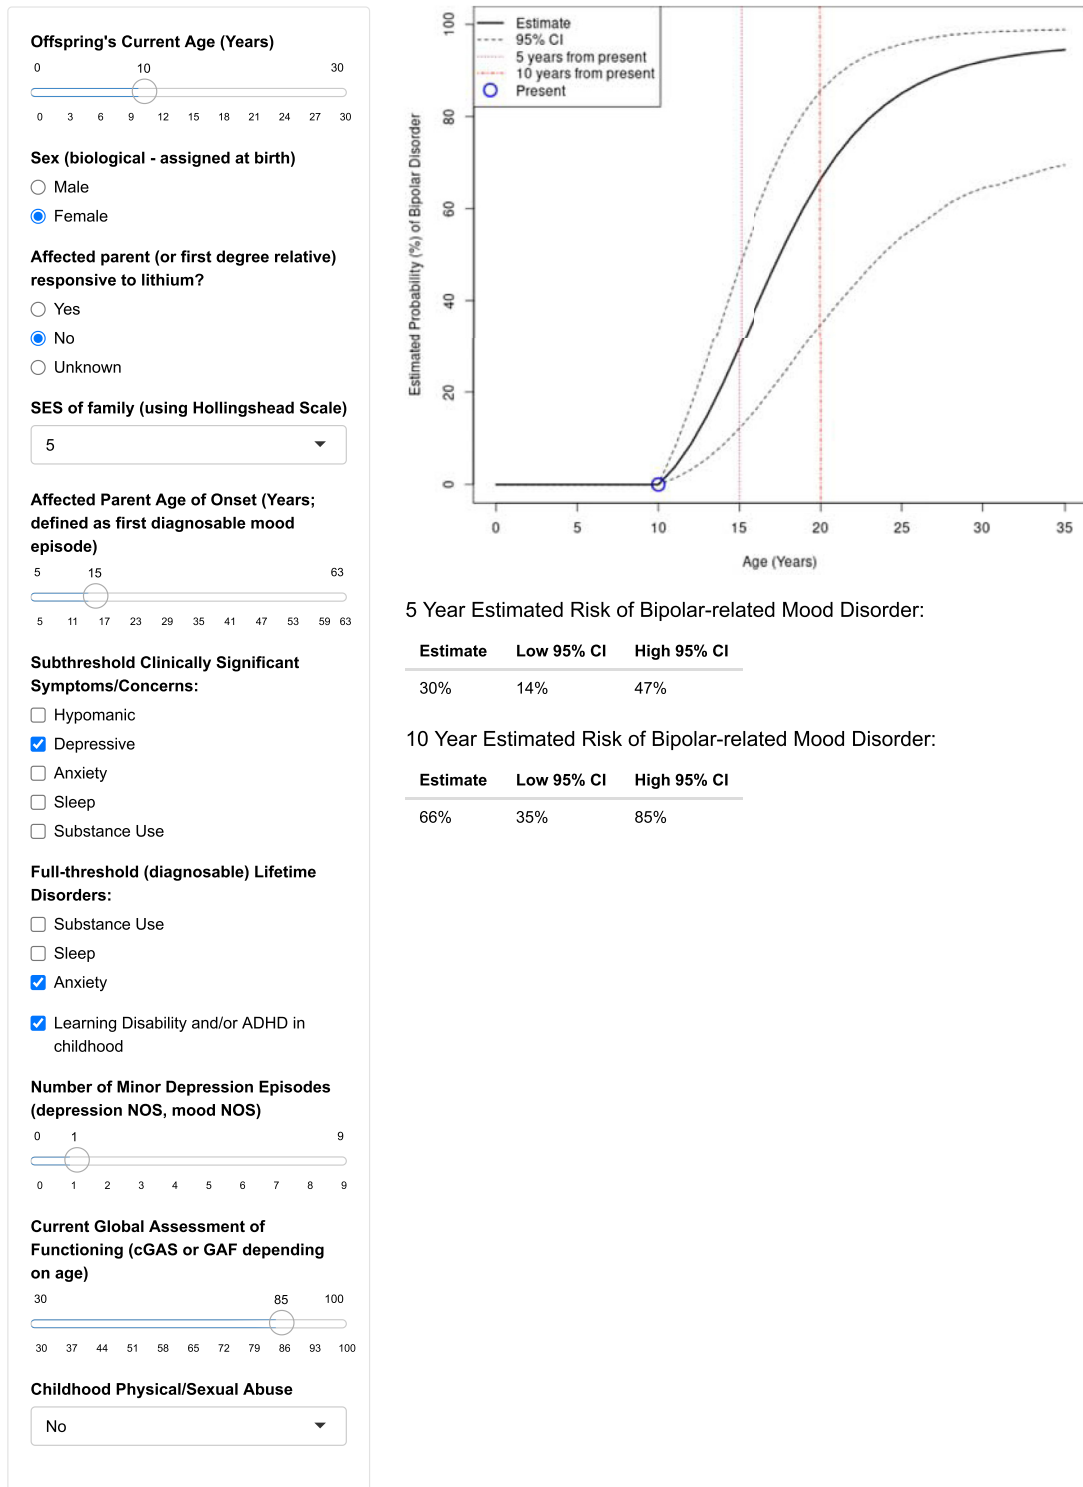 Offspring's Current Age (Years)
0 10 30
0 3 6 9 12 15 18 21 24 27 30
Sex (biological - assigned at birth)
Male
Female
Affected parent (or first degree relative)
responsive to lithium?
Yes
No
Unknown
SES of family (using Hollingshead Scale)
5
Affected Parent Age of Onset (Years;
defined as first diagnosable mood
episode)
5 15 63
5 11 17 23 29 35 41 47 53 59 63
Subthreshold Clinically Significant
Symptoms/Concerns:
Hypomanic
Depressive
Anxiety
Sleep
Substance Use
Full-threshold (diagnosable) Lifetime
Disorders:
Substance Use
Sleep
Anxiety
Learning Disability and/or ADHD in
childhood
Number of Minor Depression Episodes
(depression NOS, mood NOS)
0 1 9
0 1 2 3 4 5 6 7 8 9
Current Global Assessment of
Functioning (cGAS or GAF depending
on age)
30 85 100
30 37 44 51 58 65 72 79 86 93 100
Childhood Physical/Sexual Abuse
No
Estimate
95% CI
5 years from present
10 years from present
Present
Estimated Probability (%) of Bipolar Disorder
100
80
60
40
20
0
0 5 10 15 20 25 30 35
Age (Years)
5 Year Estimated Risk of Bipolar-related Mood Disorder:
Estimate Low 95% CI High 95% CI
30% 14% 47%
10 Year Estimated Risk of Bipolar-related Mood Disorder:
Estimate Low 95% CI High 95% CI
66% 35% 85%